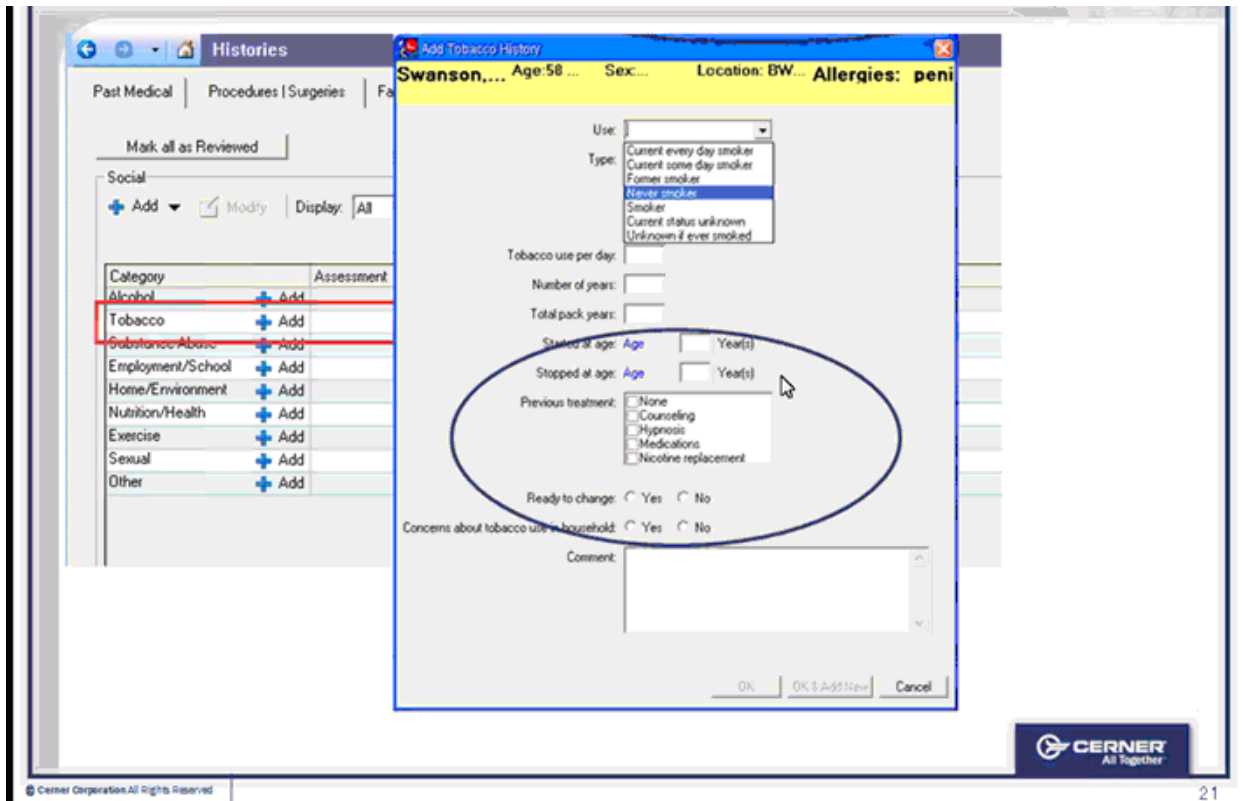 Histories
Past Medical
Procedures | Surgeries
Fa
Mark all as Reviewed
Social
Add
Modify
Display: All
Category Assessment
Alcohol Add
Tobacco Add
Substance Abuse Add
Employment/School Add
Home/Environment Add
Nutrition/Health Add
Exercise Add
Sexual Add
Other Add
Add Tobacco History
Swanson,... Age:58 ... Sex:... Location: BW... Allergies: peni
Use:
Type:
Current every day smoker
Current some day smoker
Former smoker
Never smoker
Smoker
Current status unknown
Unknown if ever smoked
Tobacco use per day:
Number of years:
Total pack years:
Started at age: Age Year(s)
Stopped at age: Age Year(s)
Previous treatment: None
Counseling
Hypnosis
Medications
Nicotine replacement
Ready to change: Yes No
Concerns about tobacco use in household: Yes No
Comment:
OK OK & Add New Cancel
CERNER
All Together
© Cerner Corporation All Rights Reserved
21